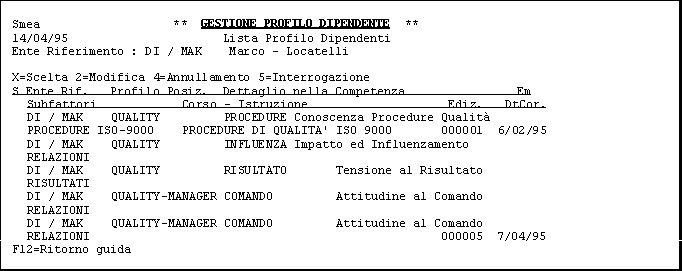 Smea ** GESTIONE PROFILO DIPENDENTE **
14/04/95 Lista Profilo Dipendenti
Ente Riferimento : DI / MAK Marco - Locatelli
X=Scelta 2=Modifica 4=Annullamento 5=Interrogazione
S Ente Rif. Profilo Posiz. Dettaglio nella Competenza Em
Subfattori Corso - Istruzione Ediz. DtCor.
DI / MAK QUALITY PROCEDURE Conoscenza Procedure Qualità
PROCEDURE ISO-9000 PROCEDURE DI QUALITA' ISO 9000 000001 6/02/95
DI / MAK QUALITY INFLUENZA Impatto ed Influenzamento
RELAZIONI
DI / MAK QUALITY RISULTATO Tensione al Risultato
RISULTATI
DI / MAK QUALITY-MANAGER COMANDO Attitudine al Comando
RELAZIONI
DI / MAK QUALITY-MANAGER COMANDO Attitudine al Comando
RELAZIONI 000005 7/04/95
F12=Ritorno guida